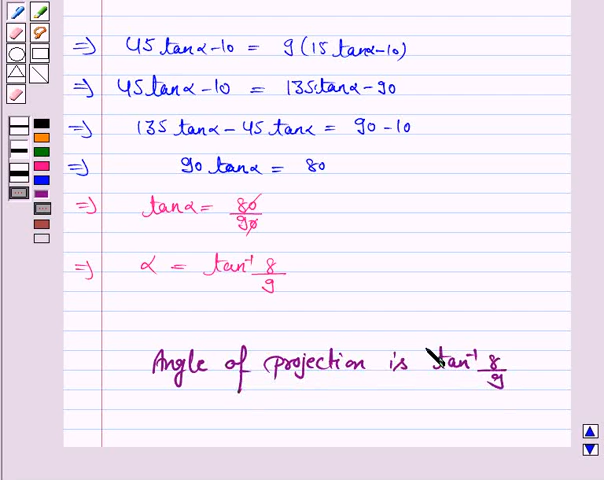 ⇒ 45 tanα - 10 = 9(15 tanα - 10)
⇒ 45 tanα - 10 = 135 tanα - 90
⇒ 135 tanα - 45 tanα = 90 - 10
⇒ 90 tanα = 80
⇒ tanα = 80/90
⇒ α = tan⁻¹ 8/9
Angle of projection is tan⁻¹ 8/9